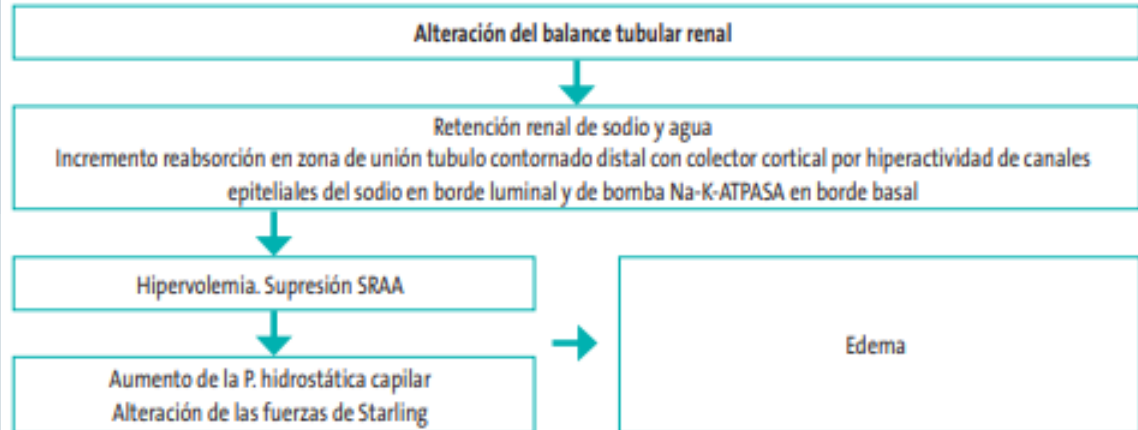 Alteración del balance tubular renal
Retención renal de sodio y agua
Incremento reabsorción en zona de unión tubulo contornado distal con colector cortical por hiperactividad de canales
epiteliales del sodio en borde luminal y de bomba Na-K-ATPASA en borde basal
Hipervolemia. Supresión SRAA
Aumento de la P. hidrostática capilar
Alteración de las fuerzas de Starling
Edema